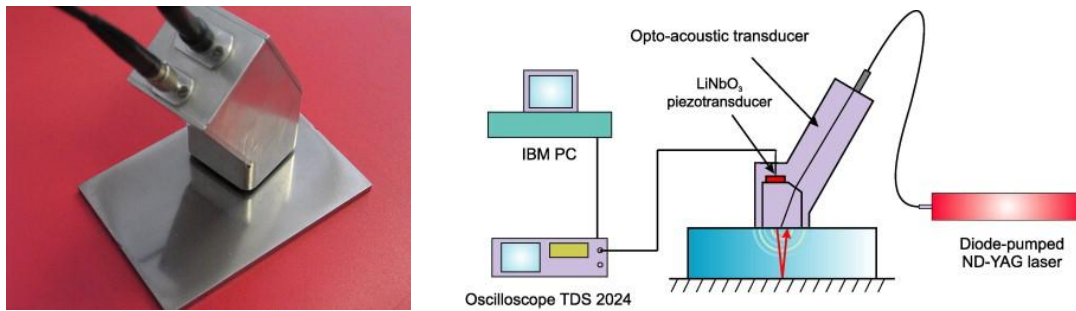 Opto-acoustic transducer
LiNbO₃
piezotransducer
IBM PC
Oscilloscope TDS 2024
Diode-pumped
ND-YAG laser